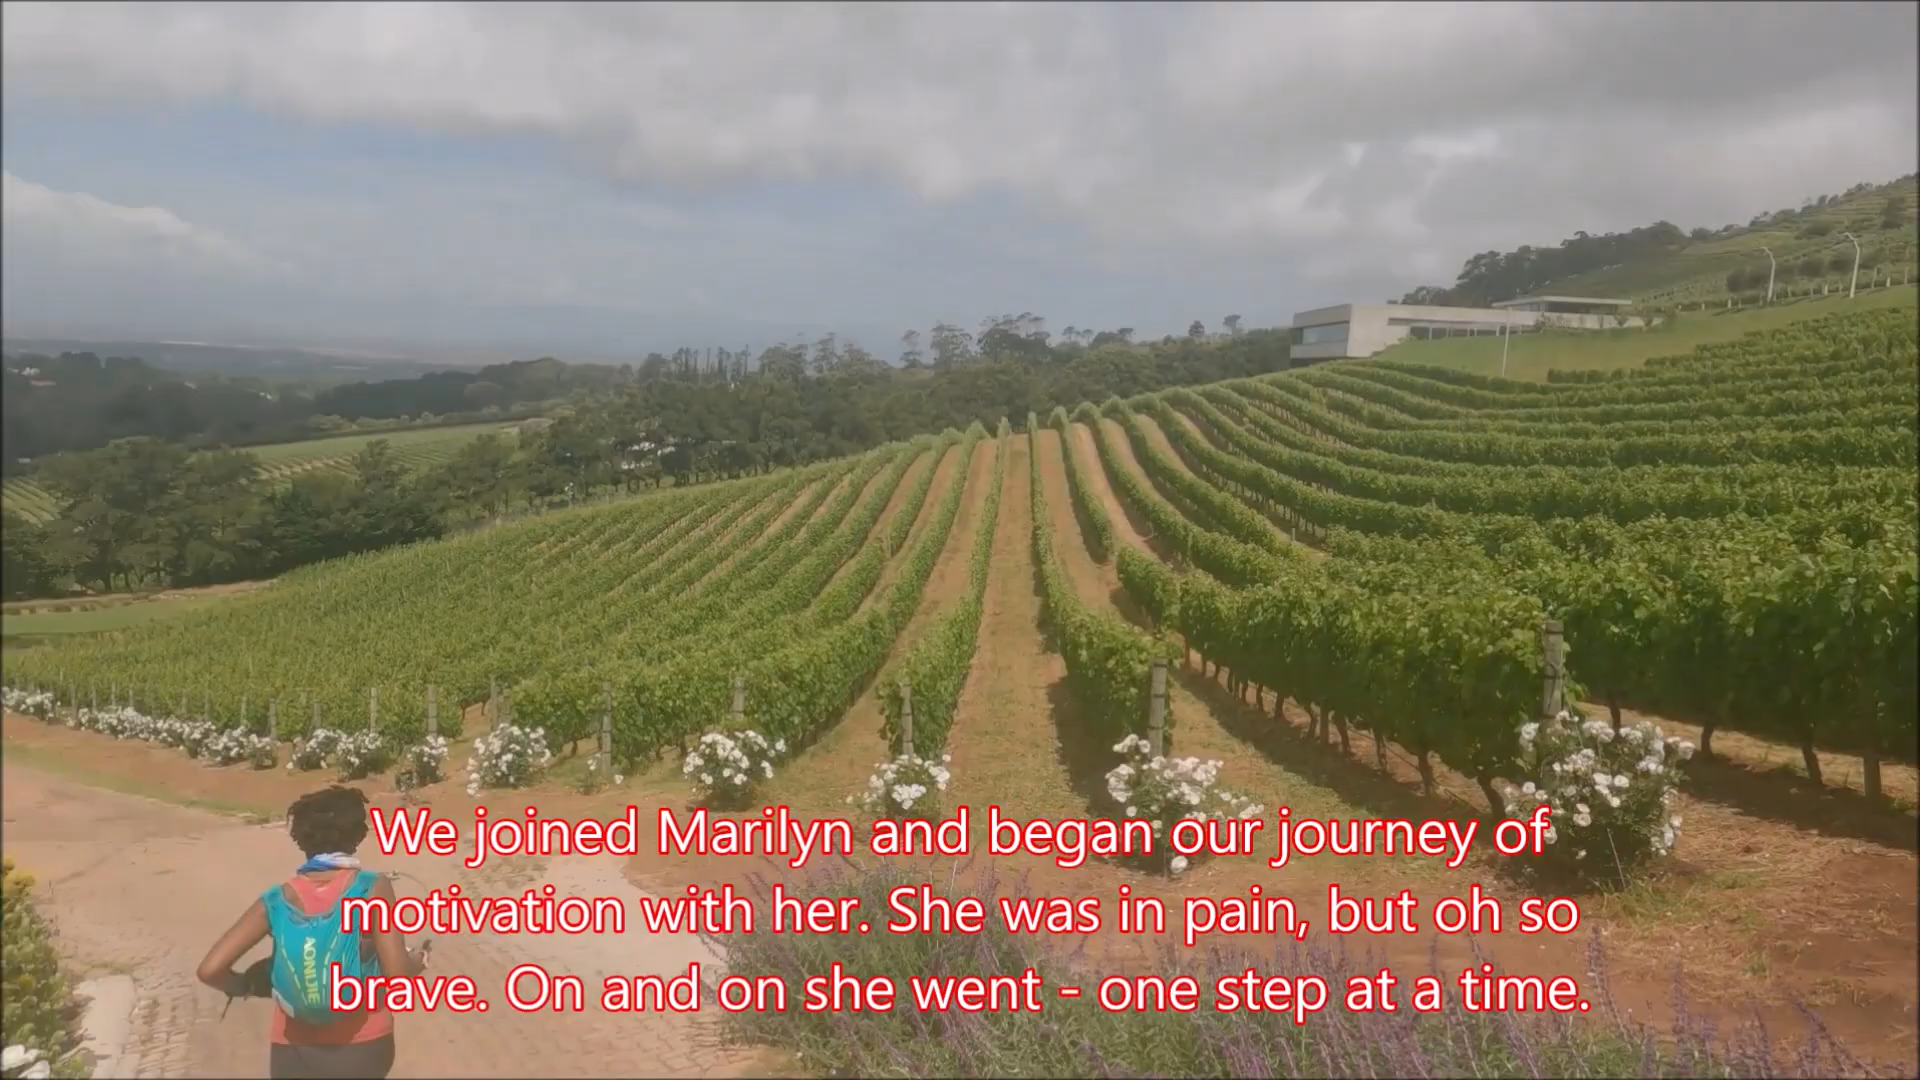 We joined Marilyn and began our journey of
motivation with her. She was in pain, but oh so
brave. On and on she went - one step at a time.
AONIJIE